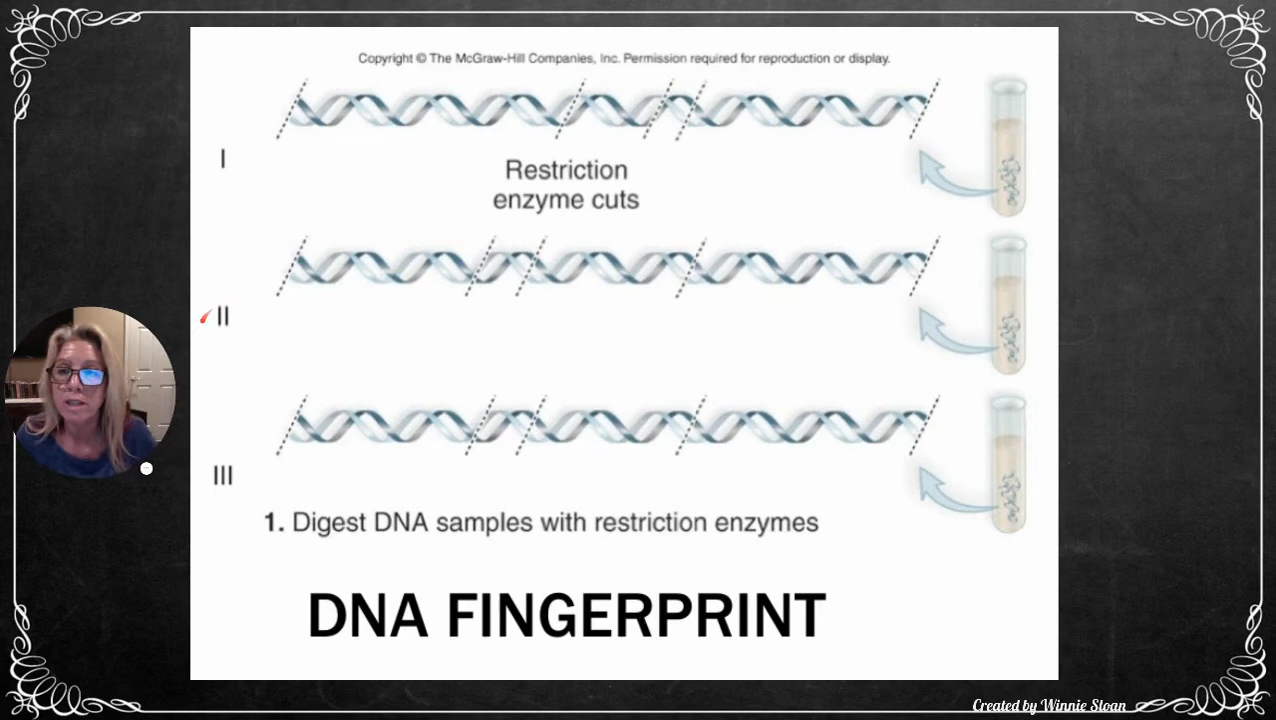 Copyright © The McGraw-Hill Companies, Inc. Permission required for reproduction or display.
I
Restriction
enzyme cuts
II
III
1. Digest DNA samples with restriction enzymes
DNA FINGERPRINT
Created by Winnie Sloan